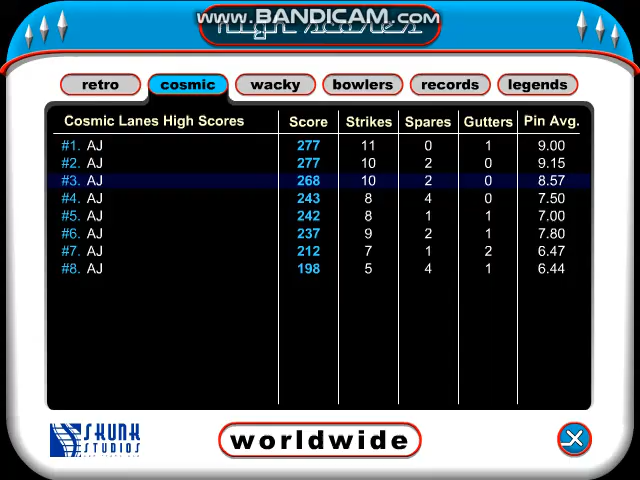 WWW.BANDICAM.COM
High Scores
retro cosmic wacky bowlers records legends
Cosmic Lanes High Scores Score Strikes Spares Gutters Pin Avg.
#1. AJ 277 11 0 1 9.00
#2. AJ 277 10 2 0 9.15
#3. AJ 268 10 2 0 8.57
#4. AJ 243 8 4 0 7.50
#5. AJ 242 8 1 1 7.00
#6. AJ 237 9 2 1 7.80
#7. AJ 212 7 1 2 6.47
#8. AJ 198 5 4 1 6.44
SKUNK
STUDIOS
worldwide